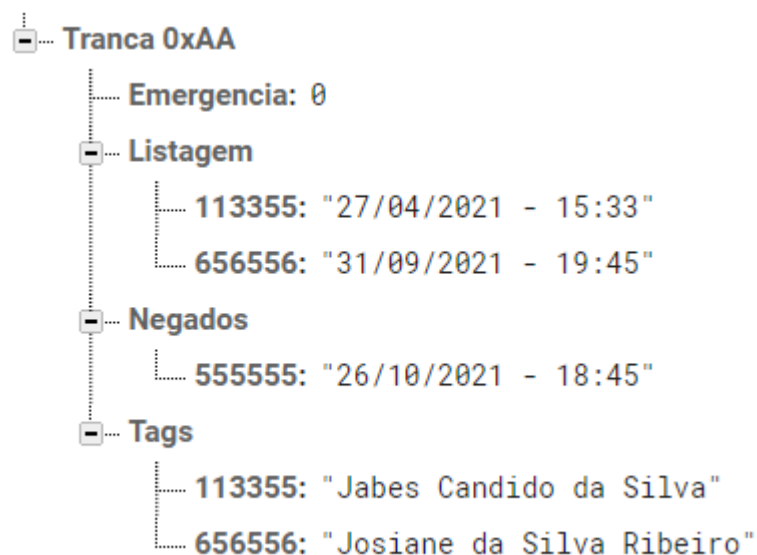 Tranca 0xAA
Emergencia: 0
Listagem
113355: "27/04/2021 - 15:33"
656556: "31/09/2021 - 19:45"
Negados
555555: "26/10/2021 - 18:45"
Tags
113355: "Jabes Candido da Silva"
656556: "Josiane da Silva Ribeiro"